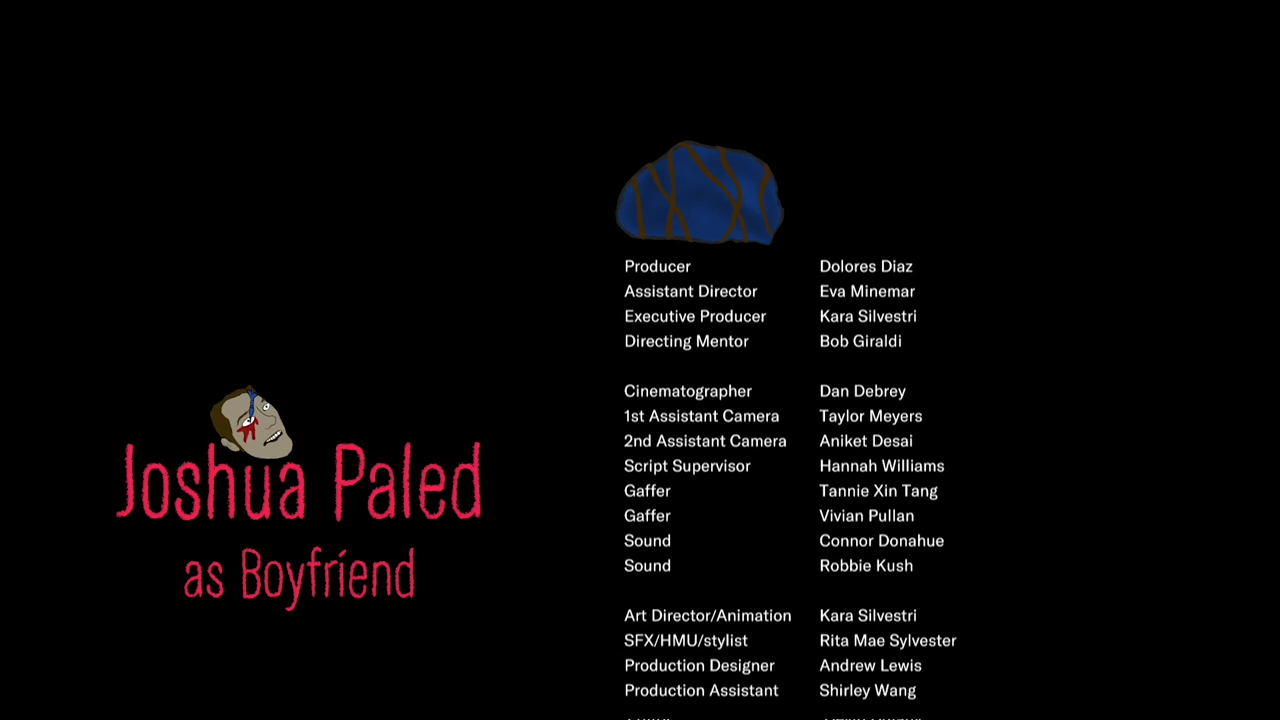 Joshua Paled
as Boyfriend
Producer Dolores Diaz
Assistant Director Eva Minemar
Executive Producer Kara Silvestri
Directing Mentor Bob Giraldi
Cinematographer Dan Debrey
1st Assistant Camera Taylor Meyers
2nd Assistant Camera Aniket Desai
Script Supervisor Hannah Williams
Gaffer Tannie Xin Tang
Gaffer Vivian Pullan
Sound Connor Donahue
Sound Robbie Kush
Art Director/Animation Kara Silvestri
SFX/HMU/stylist Rita Mae Sylvester
Production Designer Andrew Lewis
Production Assistant Shirley Wang